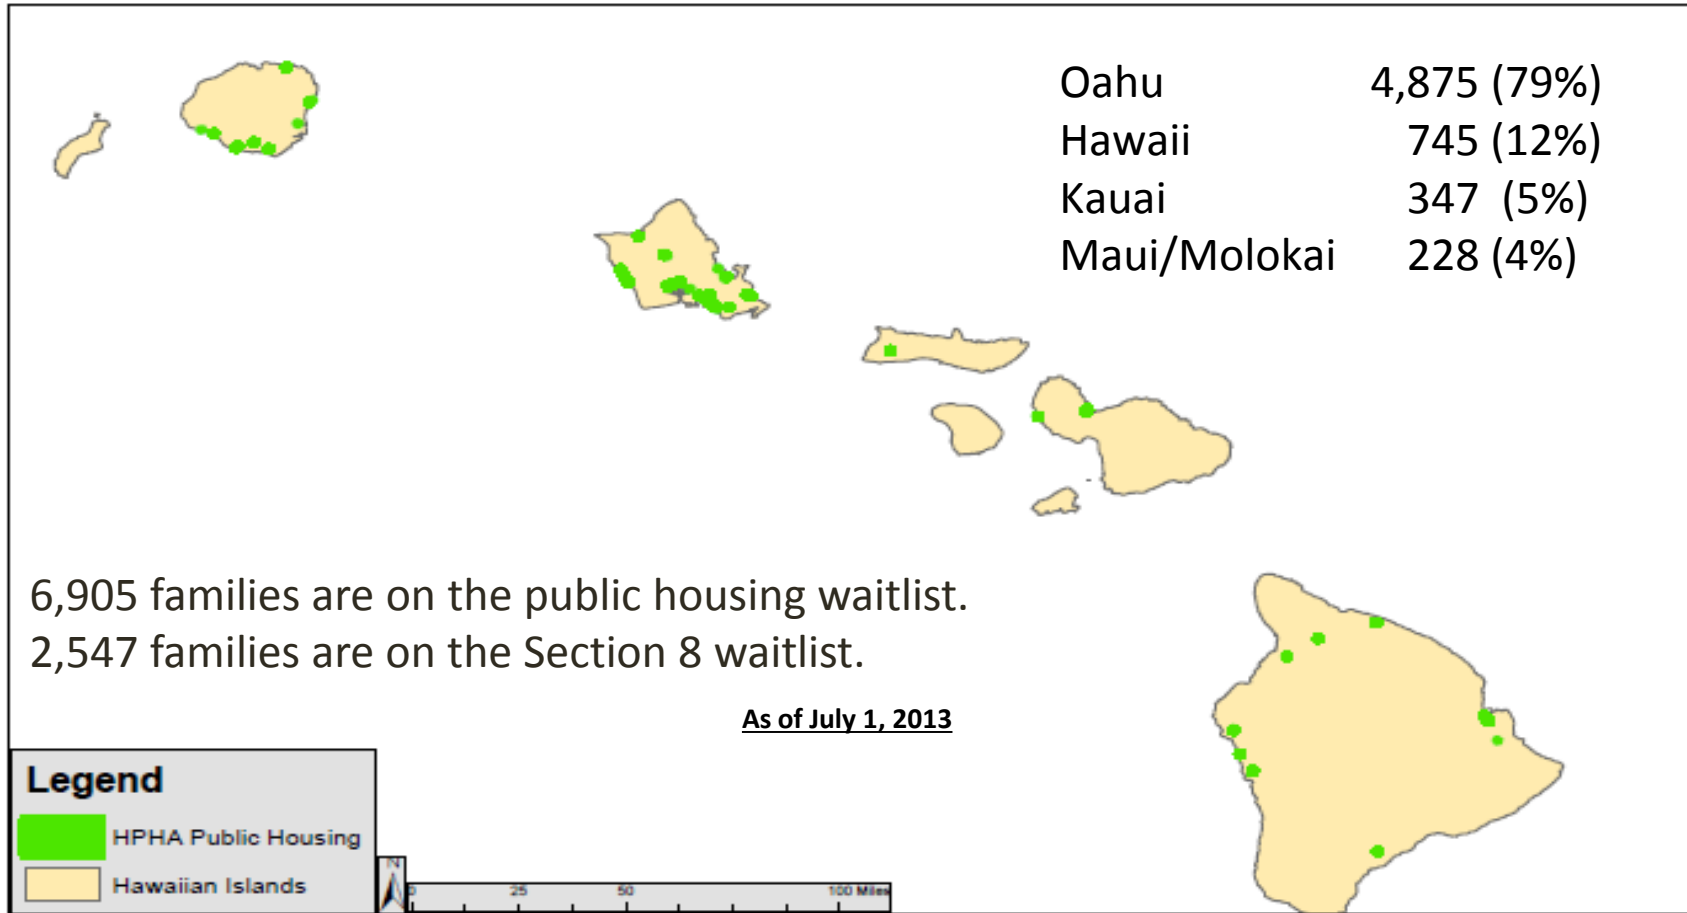 Oahu 4,875 (79%)
Hawaii 745 (12%)
Kauai 347 (5%)
Maui/Molokai 228 (4%)
6,905 families are on the public housing waitlist.
2,547 families are on the Section 8 waitlist.
As of July 1, 2013
Legend
HPHA Public Housing
Hawaiian Islands
N
0 25 50 100 Miles